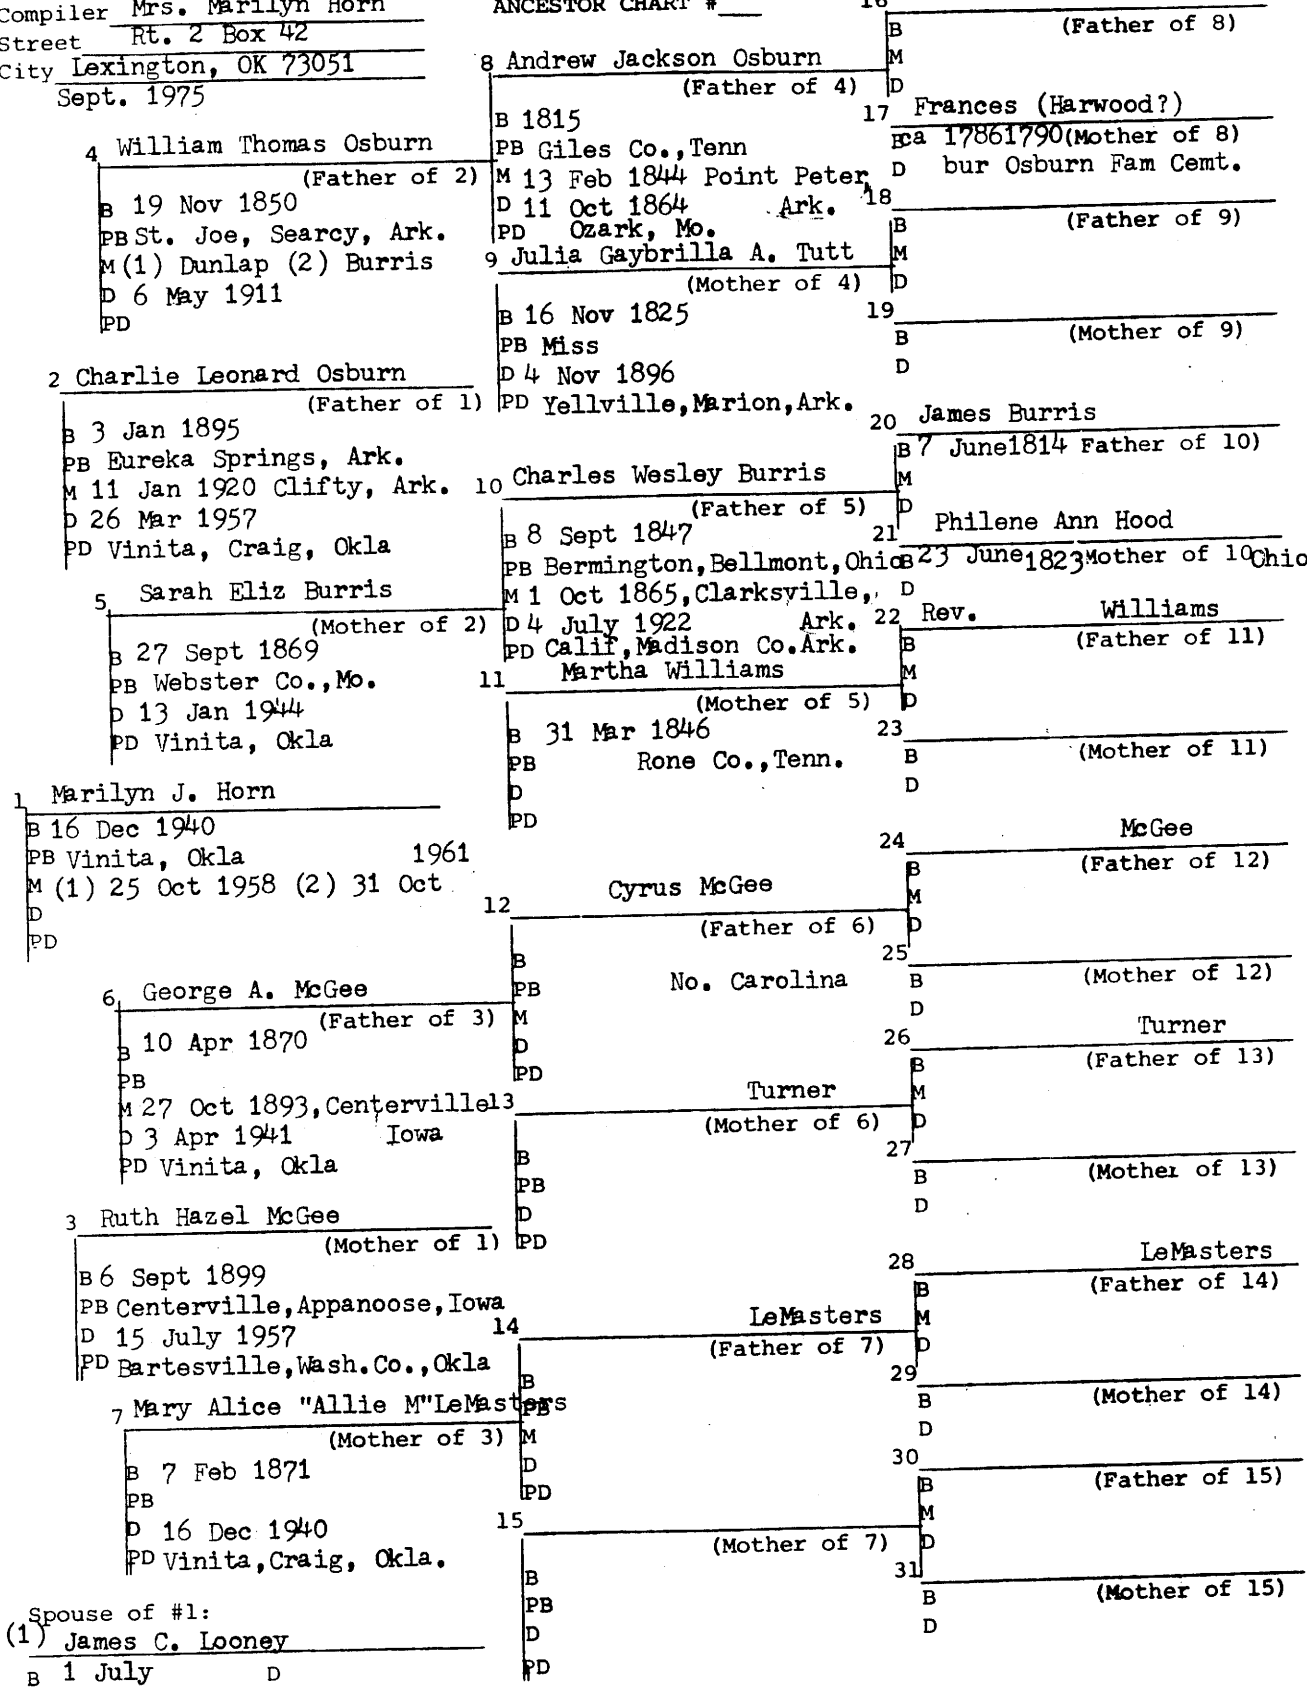 Compiler Mrs. Marilyn Horn
Street Rt. 2 Box 42
City Lexington, OK 73051
Sept. 1975
ANCESTOR CHART #
4 William Thomas Osburn
(Father of 2)
B 19 Nov 1850
PB St. Joe, Searcy, Ark.
M (1) Dunlap (2) Burris
D 6 May 1911
PD
2 Charlie Leonard Osburn
(Father of 1)
B 3 Jan 1895
PB Eureka Springs, Ark.
M 11 Jan 1920 Clifty, Ark.
D 26 Mar 1957
PD Vinita, Craig, Okla
5 Sarah Eliz Burris
(Mother of 2)
B 27 Sept 1869
PB Webster Co.,Mo.
D 13 Jan 1944
PD Vinita, Okla
1 Marilyn J. Horn
B 16 Dec 1940
PB Vinita, Okla 1961
M (1) 25 Oct 1958 (2) 31 Oct
D
PD
6 George A. McGee
(Father of 3)
B 10 Apr 1870
PB
M 27 Oct 1893,Centerville
D 3 Apr 1941 Iowa
PD Vinita, Okla
3 Ruth Hazel McGee
(Mother of 1)
B 6 Sept 1899
PB Centerville,Appanoose,Iowa
D 15 July 1957
PD Bartesville,Wash.Co.,Okla
7 Mary Alice "Allie M"LeMasters
(Mother of 3)
B 7 Feb 1871
PB
D 16 Dec 1940
PD Vinita,Craig, Okla.
Spouse of #1:
(1) James C. Looney
B 1 July D
8 Andrew Jackson Osburn
(Father of 4)
B 1815
PB Giles Co.,Tenn
M 13 Feb 1844 Point Peter,
D 11 Oct 1864 Ark.
PD Ozark, Mo.
9 Julia Gaybrilla A. Tutt
(Mother of 4)
B 16 Nov 1825
PB Miss
D 4 Nov 1896
PD Yellville,Marion,Ark.
10 Charles Wesley Burris
(Father of 5)
B 8 Sept 1847
PB Bermington,Bellmont,Ohio
M 1 Oct 1865,Clarksville,
D 4 July 1922 Ark.
PD Calif,Madison Co.Ark.
11 Martha Williams
(Mother of 5)
B 31 Mar 1846
PB Rone Co.,Tenn.
D
PD
12 Cyrus McGee
(Father of 6)
B
PB No. Carolina
M
D
PD
13 Turner
(Mother of 6)
B
PB
D
PD
14 LeMasters
(Father of 7)
B
PB
M
D
PD
15
(Mother of 7)
B
PB
D
PD
16
(Father of 8)
B
M
D
17 Frances (Harwood?)
B ca 17861790(Mother of 8)
D bur Osburn Fam Cemt.
18
(Father of 9)
B
M
D
19
(Mother of 9)
B
D
20 James Burris
B 7 June1814 Father of 10)
M
D
21 Philene Ann Hood
B 23 June1823Mother of 10Ohio
D
22 Rev. Williams
(Father of 11)
B
M
D
23
(Mother of 11)
B
D
24 McGee
(Father of 12)
B
M
D
25
(Mother of 12)
B
D
26 Turner
(Father of 13)
B
M
D
27
(Mother of 13)
B
D
28 LeMasters
(Father of 14)
B
M
D
29
(Mother of 14)
B
D
30
(Father of 15)
B
M
D
31
(Mother of 15)
B
D